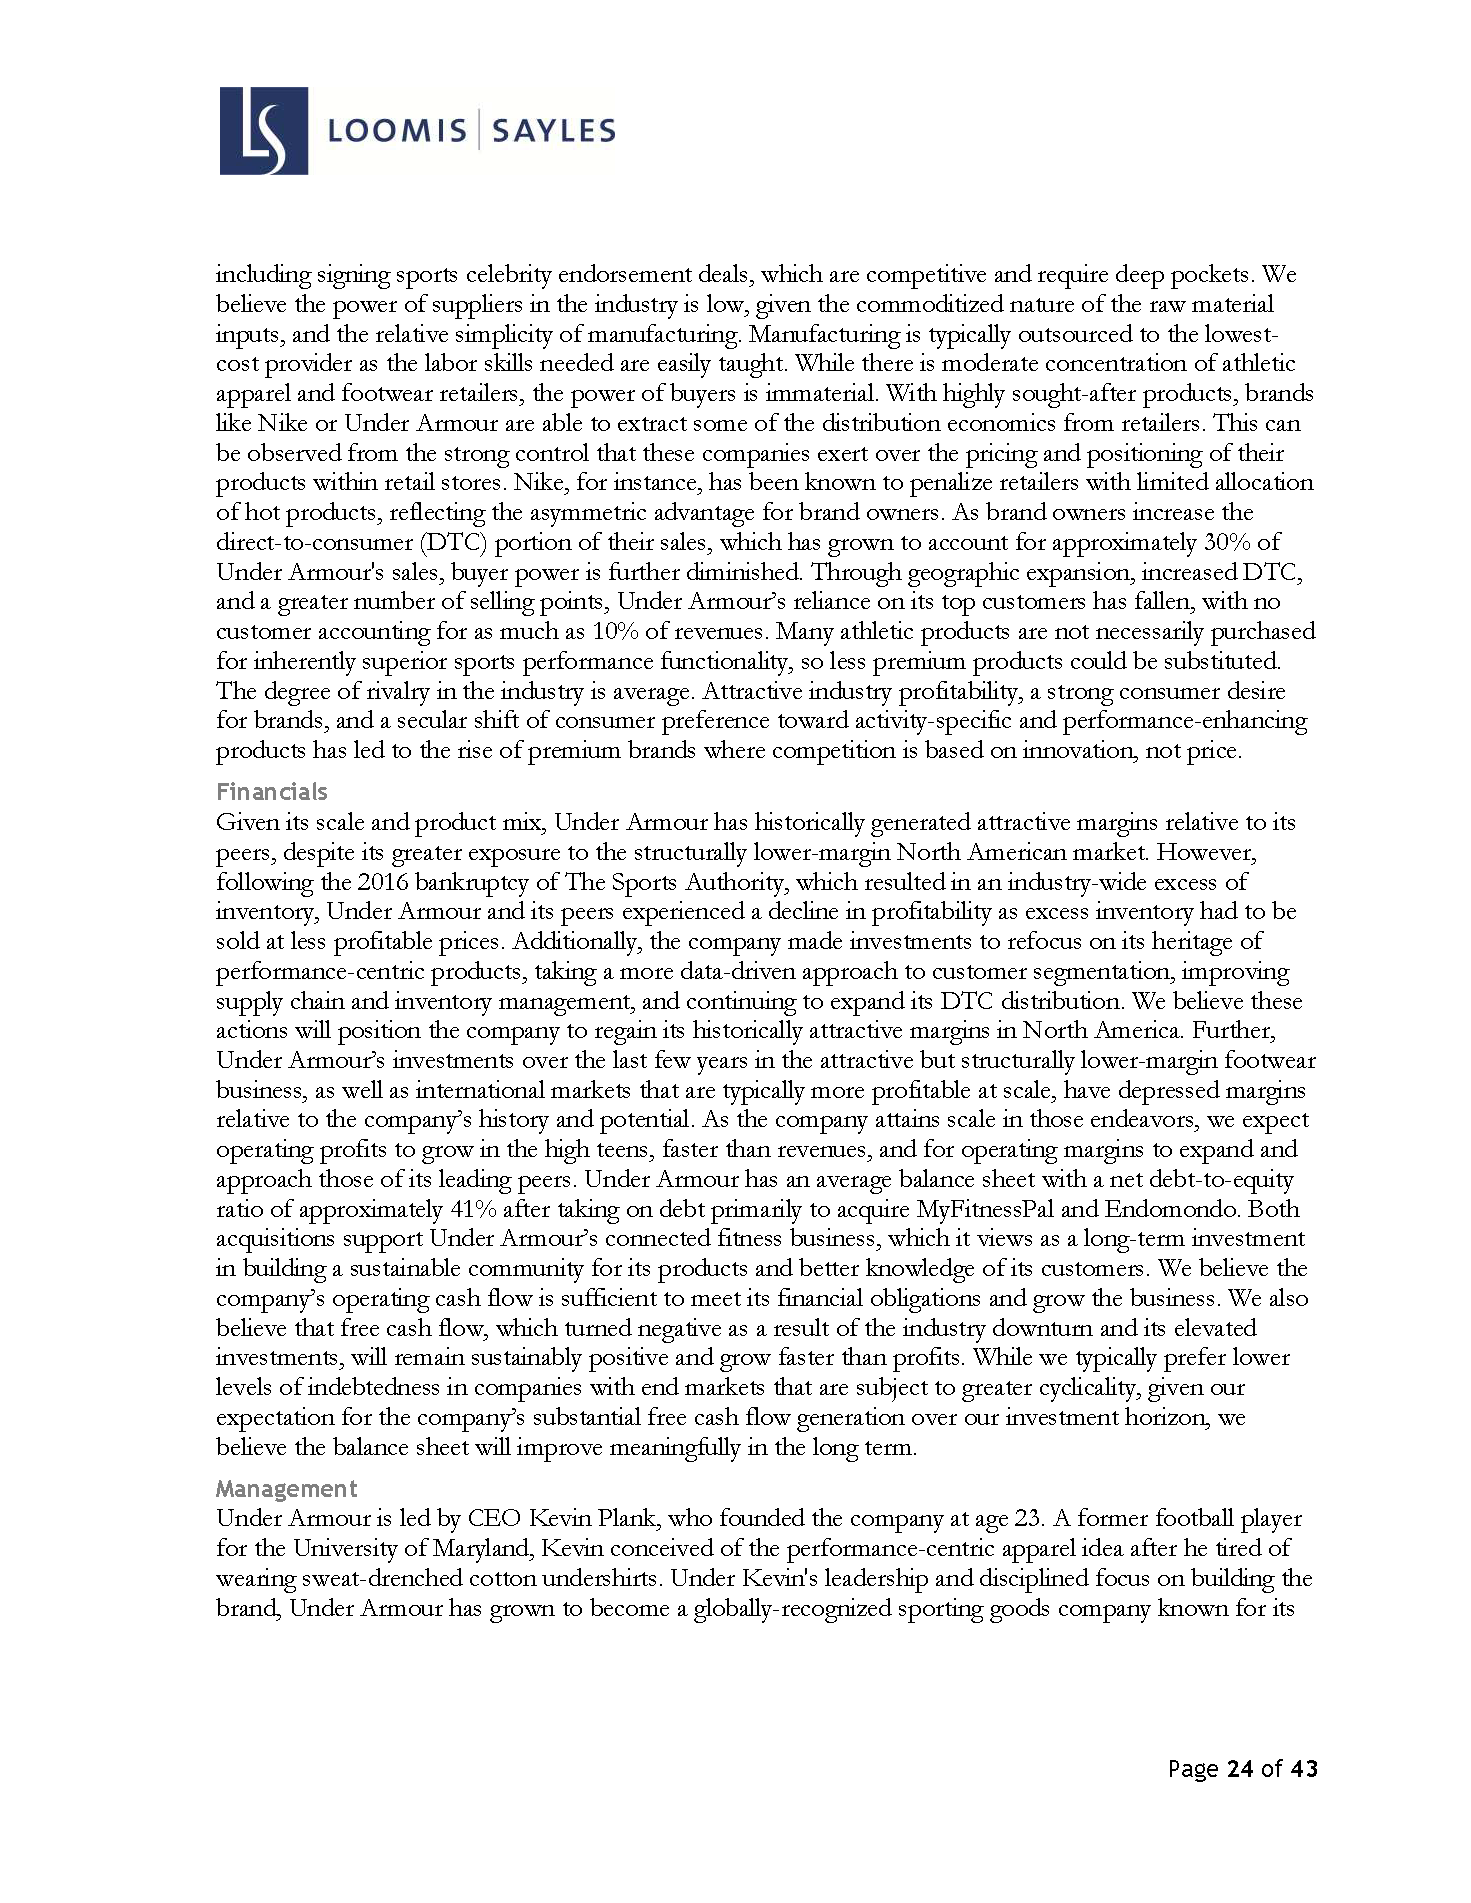 LS LOOMIS | SAYLES
including signing sports celebrity endorsement deals, which are competitive and require deep pockets. We
believe the power of suppliers in the industry is low, given the commoditized nature of the raw material
inputs, and the relative simplicity of manufacturing. Manufacturing is typically outsourced to the lowest-
cost provider as the labor skills needed are easily taught. While there is moderate concentration of athletic
apparel and footwear retailers, the power of buyers is immaterial. With highly sought-after products, brands
like Nike or Under Armour are able to extract some of the distribution economics from retailers. This can
be observed from the strong control that these companies exert over the pricing and positioning of their
products within retail stores. Nike, for instance, has been known to penalize retailers with limited allocation
of hot products, reflecting the asymmetric advantage for brand owners. As brand owners increase the
direct-to-consumer (DTC) portion of their sales, which has grown to account for approximately 30% of
Under Armour's sales, buyer power is further diminished. Through geographic expansion, increased DTC,
and a greater number of selling points, Under Armour’s reliance on its top customers has fallen, with no
customer accounting for as much as 10% of revenues. Many athletic products are not necessarily purchased
for inherently superior sports performance functionality, so less premium products could be substituted.
The degree of rivalry in the industry is average. Attractive industry profitability, a strong consumer desire
for brands, and a secular shift of consumer preference toward activity-specific and performance-enhancing
products has led to the rise of premium brands where competition is based on innovation, not price.
Financials
Given its scale and product mix, Under Armour has historically generated attractive margins relative to its
peers, despite its greater exposure to the structurally lower-margin North American market. However,
following the 2016 bankruptcy of The Sports Authority, which resulted in an industry-wide excess of
inventory, Under Armour and its peers experienced a decline in profitability as excess inventory had to be
sold at less profitable prices. Additionally, the company made investments to refocus on its heritage of
performance-centric products, taking a more data-driven approach to customer segmentation, improving
supply chain and inventory management, and continuing to expand its DTC distribution. We believe these
actions will position the company to regain its historically attractive margins in North America. Further,
Under Armour’s investments over the last few years in the attractive but structurally lower-margin footwear
business, as well as international markets that are typically more profitable at scale, have depressed margins
relative to the company’s history and potential. As the company attains scale in those endeavors, we expect
operating profits to grow in the high teens, faster than revenues, and for operating margins to expand and
approach those of its leading peers. Under Armour has an average balance sheet with a net debt-to-equity
ratio of approximately 41% after taking on debt primarily to acquire MyFitnessPal and Endomondo. Both
acquisitions support Under Armour’s connected fitness business, which it views as a long-term investment
in building a sustainable community for its products and better knowledge of its customers. We believe the
company’s operating cash flow is sufficient to meet its financial obligations and grow the business. We also
believe that free cash flow, which turned negative as a result of the industry downturn and its elevated
investments, will remain sustainably positive and grow faster than profits. While we typically prefer lower
levels of indebtedness in companies with end markets that are subject to greater cyclicality, given our
expectation for the company’s substantial free cash flow generation over our investment horizon, we
believe the balance sheet will improve meaningfully in the long term.
Management
Under Armour is led by CEO Kevin Plank, who founded the company at age 23. A former football player
for the University of Maryland, Kevin conceived of the performance-centric apparel idea after he tired of
wearing sweat-drenched cotton undershirts. Under Kevin's leadership and disciplined focus on building the
brand, Under Armour has grown to become a globally-recognized sporting goods company known for its
Page 24 of 43